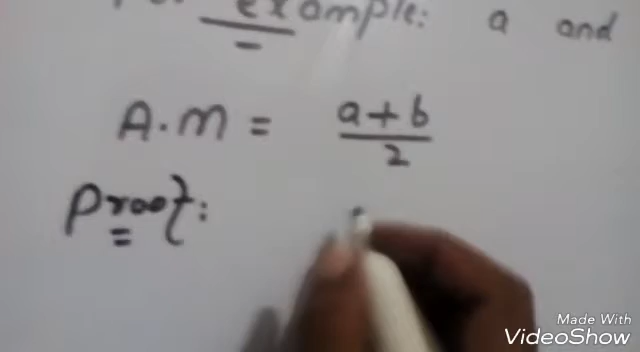 example: a and
A.M = a+b/2
Proof:
Made With
VideoShow